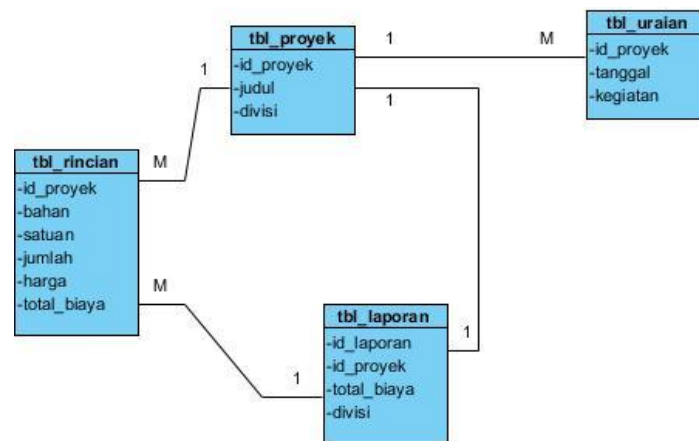 tbl_proyek
-id_proyek
-judul
-divisi
1
M
1
1
M
tbl_uraian
-id_proyek
-tanggal
-kegiatan
tbl_rincian
-id_proyek
-bahan
-satuan
-jumlah
-harga
-total_biaya
M
1
1
tbl_laporan
-id_laporan
-id_proyek
-total_biaya
-divisi